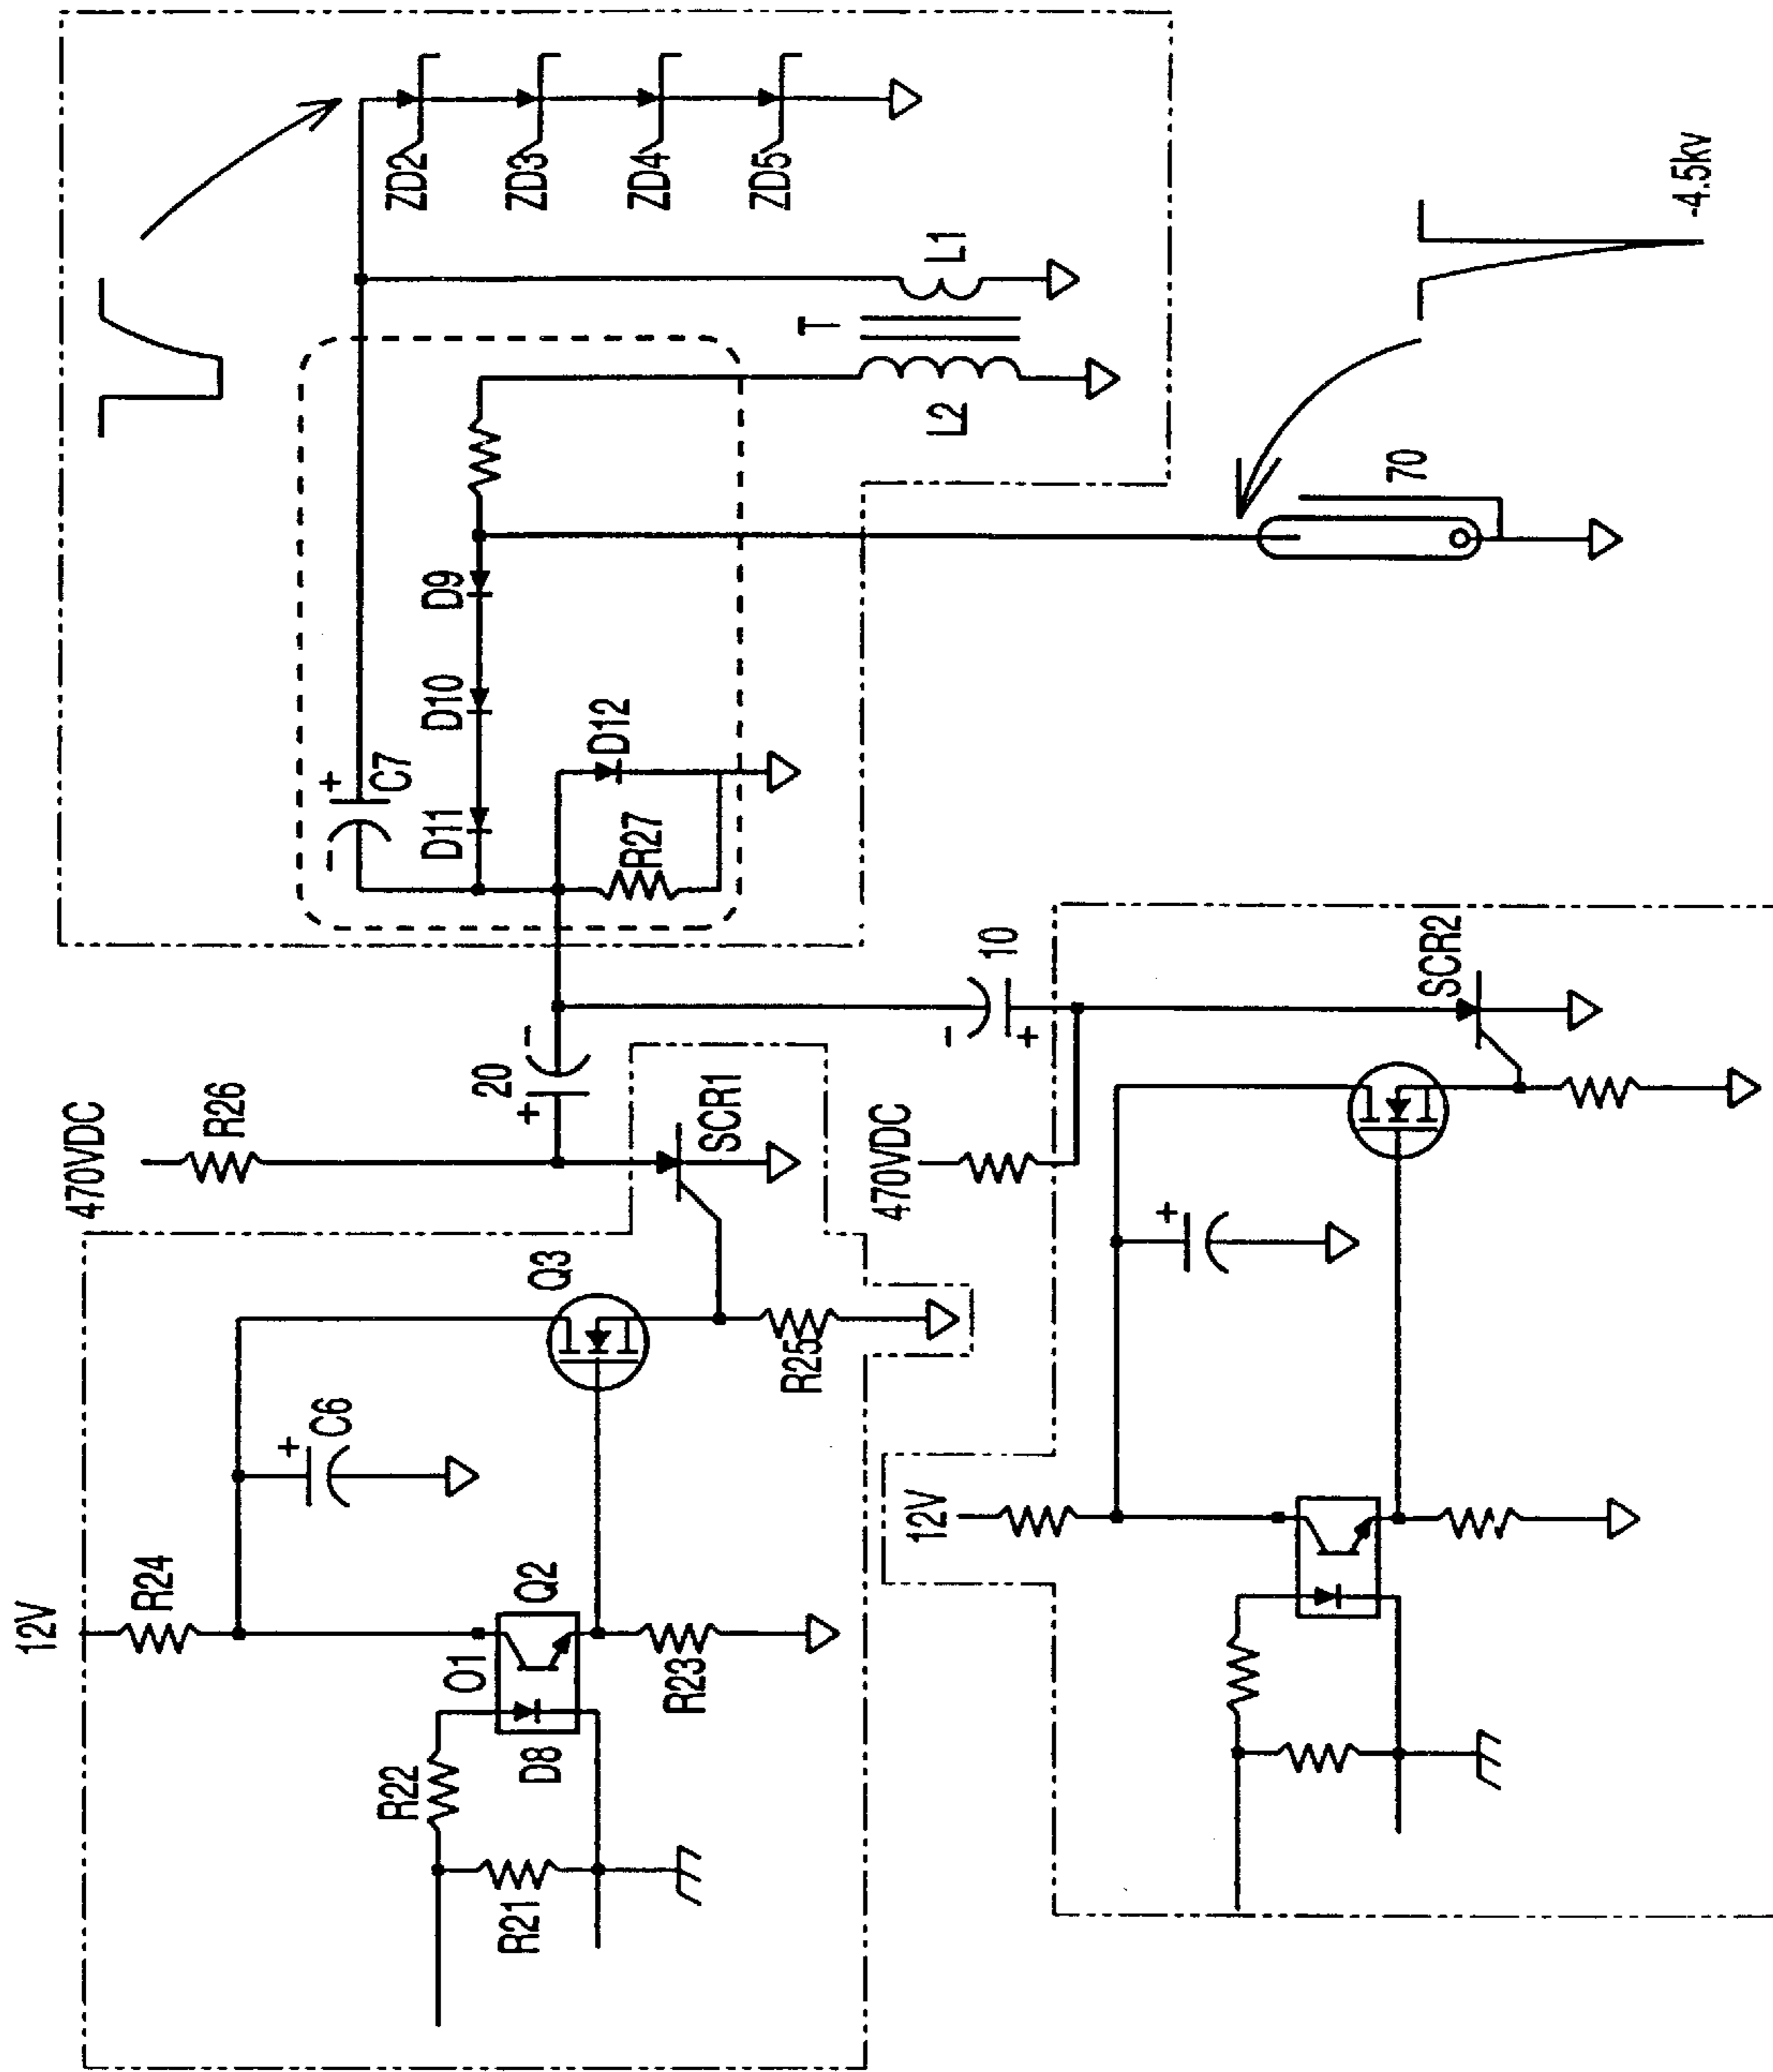 12V
R24
C6
Q3
O1
Q2
D8
R22
R21
R23
R25
470VDC
R26
20
SCR1
C7
D11
D10
D9
D12
R27
ZD2
ZD3
ZD4
ZD5
T
L1
L2
70
-4.5kv
10
470VDC
12V
SCR2
+
+
-
+
-
-
+
+